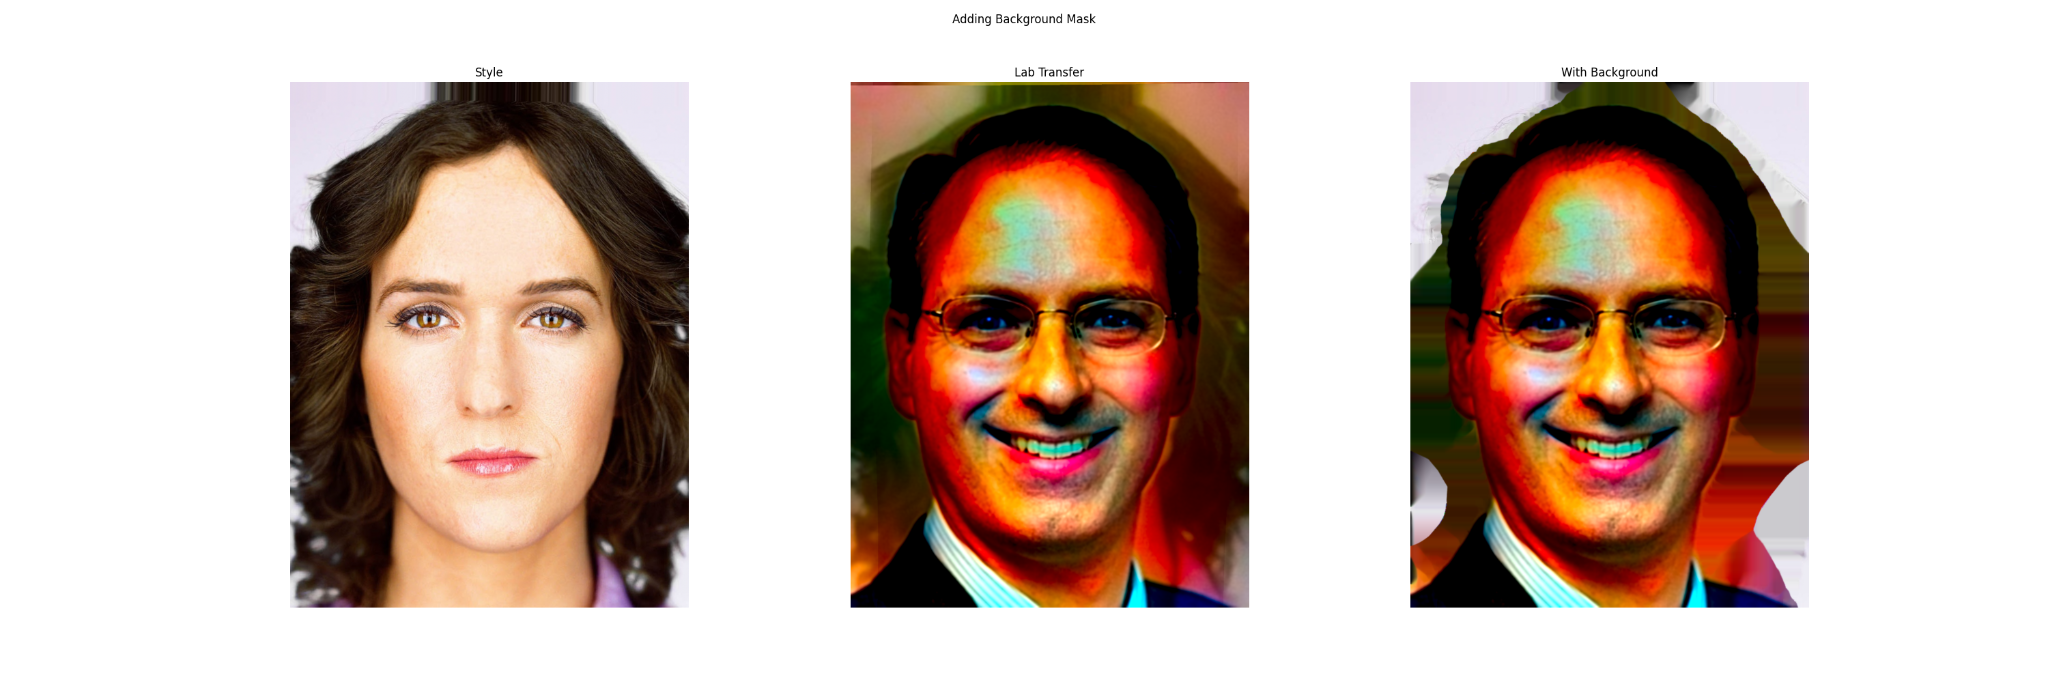 Adding Background Mask
Style
Lab Transfer
With Background